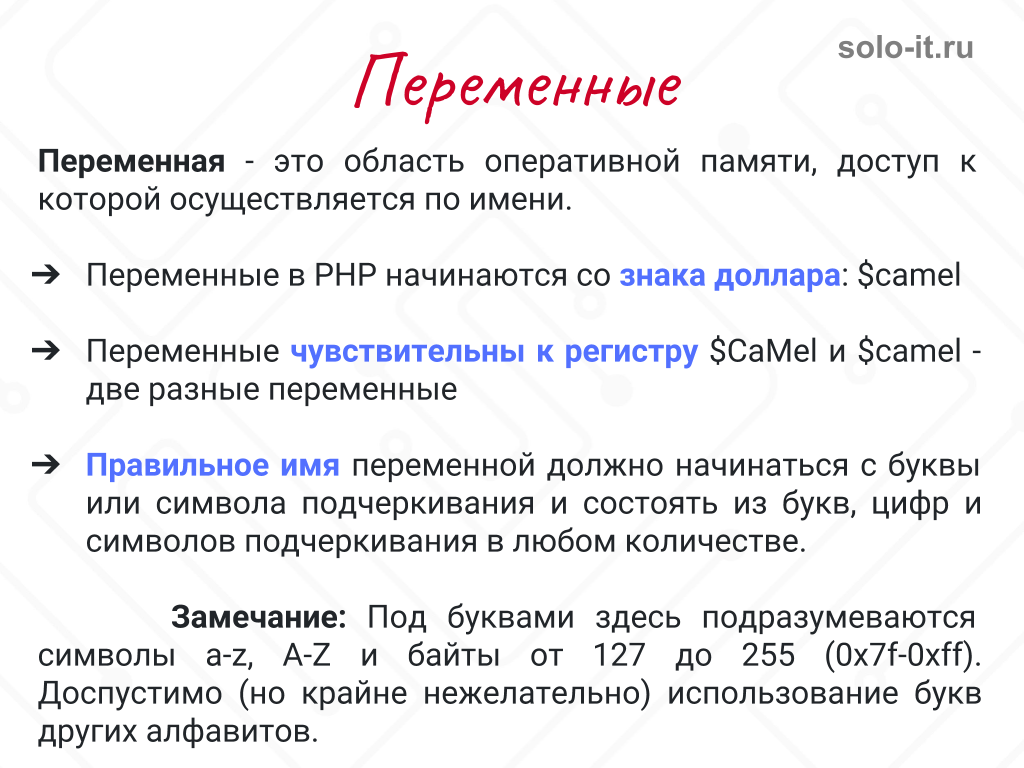 solo-it.ru
Переменные
Переменная - это область оперативной памяти, доступ к
которой осуществляется по имени.
➔ Переменные в PHP начинаются со знака доллара: $camel
➔ Переменные чувствительны к регистру $CaMel и $camel -
две разные переменные
➔ Правильное имя переменной должно начинаться с буквы
или символа подчеркивания и состоять из букв, цифр и
символов подчеркивания в любом количестве.
Замечание: Под буквами здесь подразумеваются
символы a-z, A-Z и байты от 127 до 255 (0x7f-0xff).
Доспустимо (но крайне нежелательно) использование букв
других алфавитов.